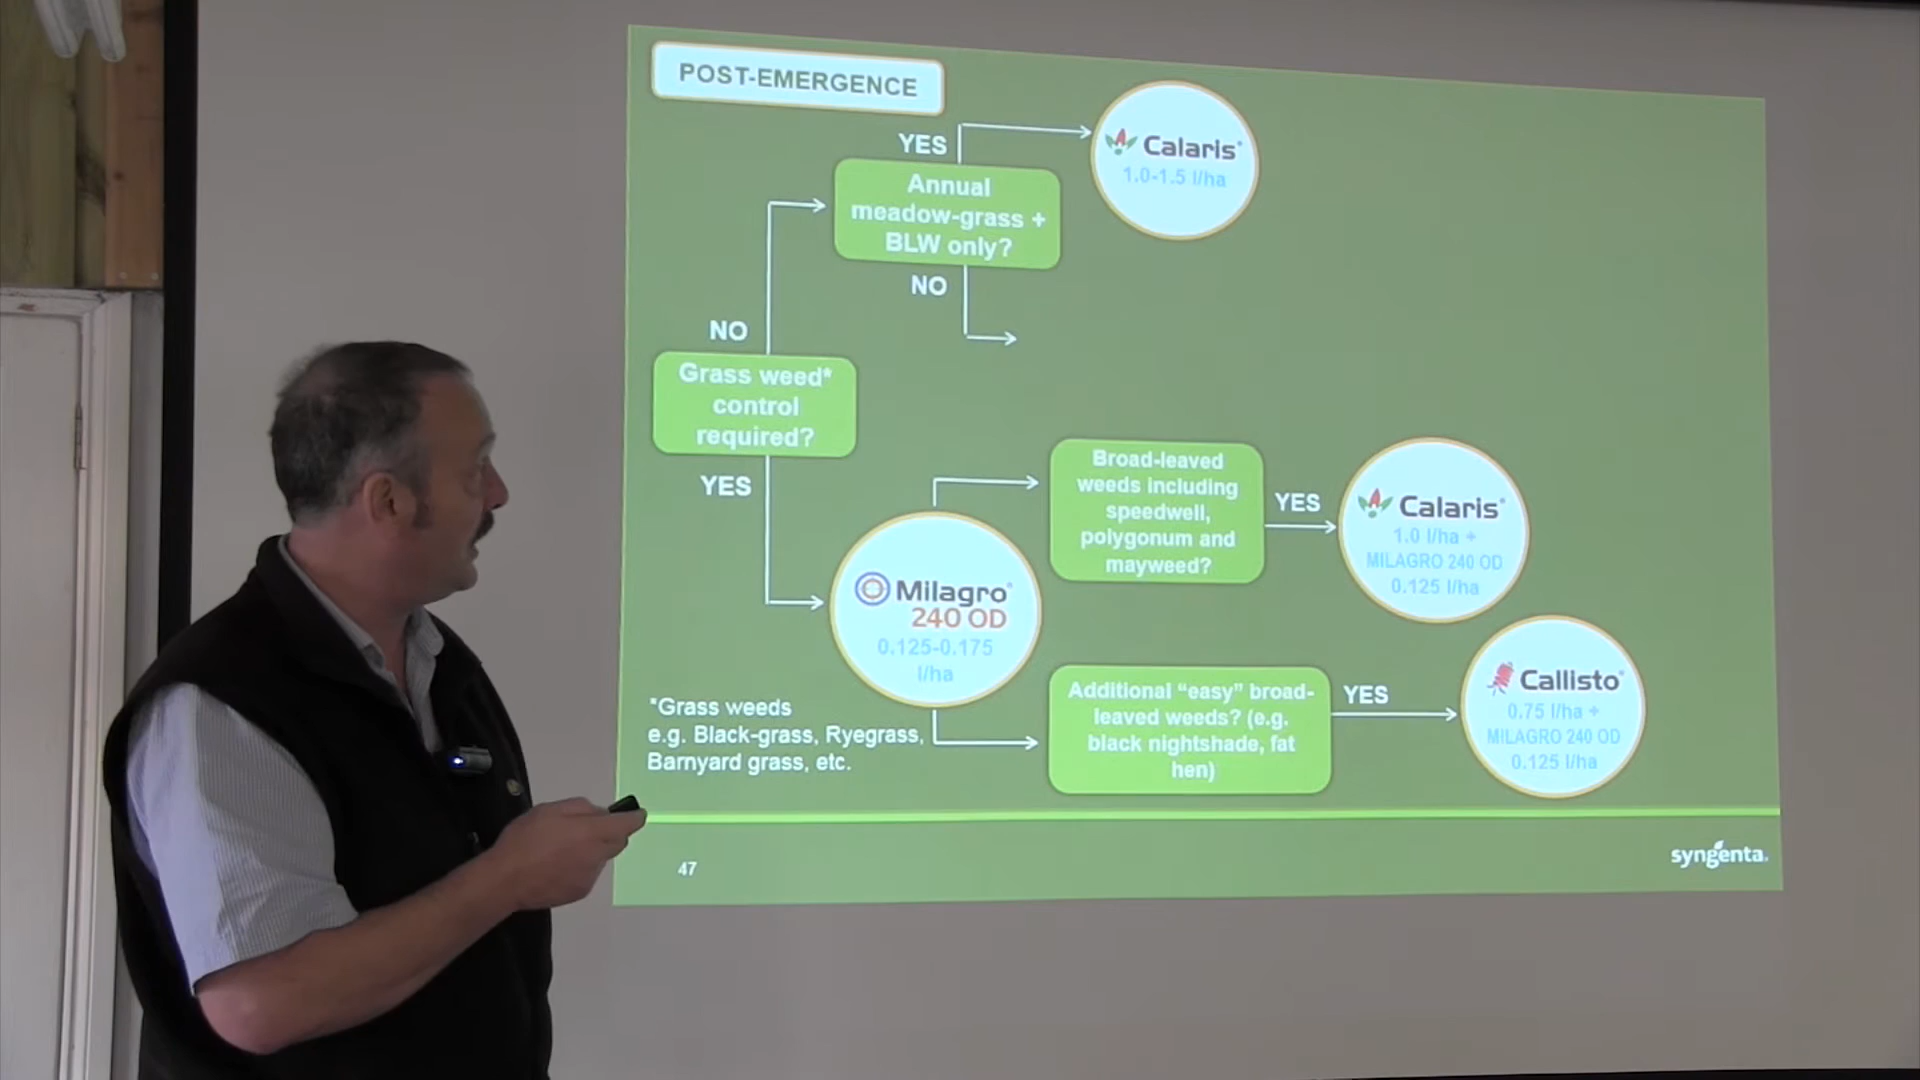 POST-EMERGENCE
YES
Calaris®
1.0-1.5 l/ha
Annual
meadow-grass +
BLW only?
NO
NO
Grass weed*
control
required?
YES
Broad-leaved
weeds including
speedwell,
polygonum and
mayweed?
YES
Calaris®
1.0 l/ha +
MILAGRO 240 OD
0.125 l/ha
Milagro®
240 OD
0.125-0.175
l/ha
Additional “easy” broad-
leaved weeds? (e.g.
black nightshade, fat
hen)
YES
Callisto®
0.75 l/ha +
MILAGRO 240 OD
0.125 l/ha
*Grass weeds
e.g. Black-grass, Ryegrass,
Barnyard grass, etc.
47
syngenta.